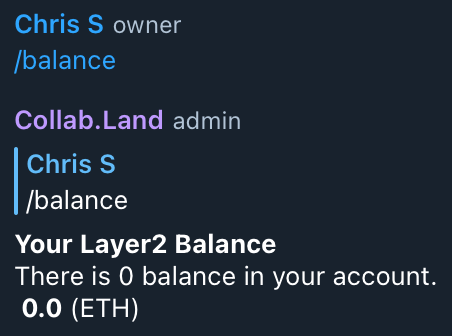 Chris S owner
/balance
Collab.Land admin
Chris S
/balance
Your Layer2 Balance
There is 0 balance in your account.
0.0 (ETH)